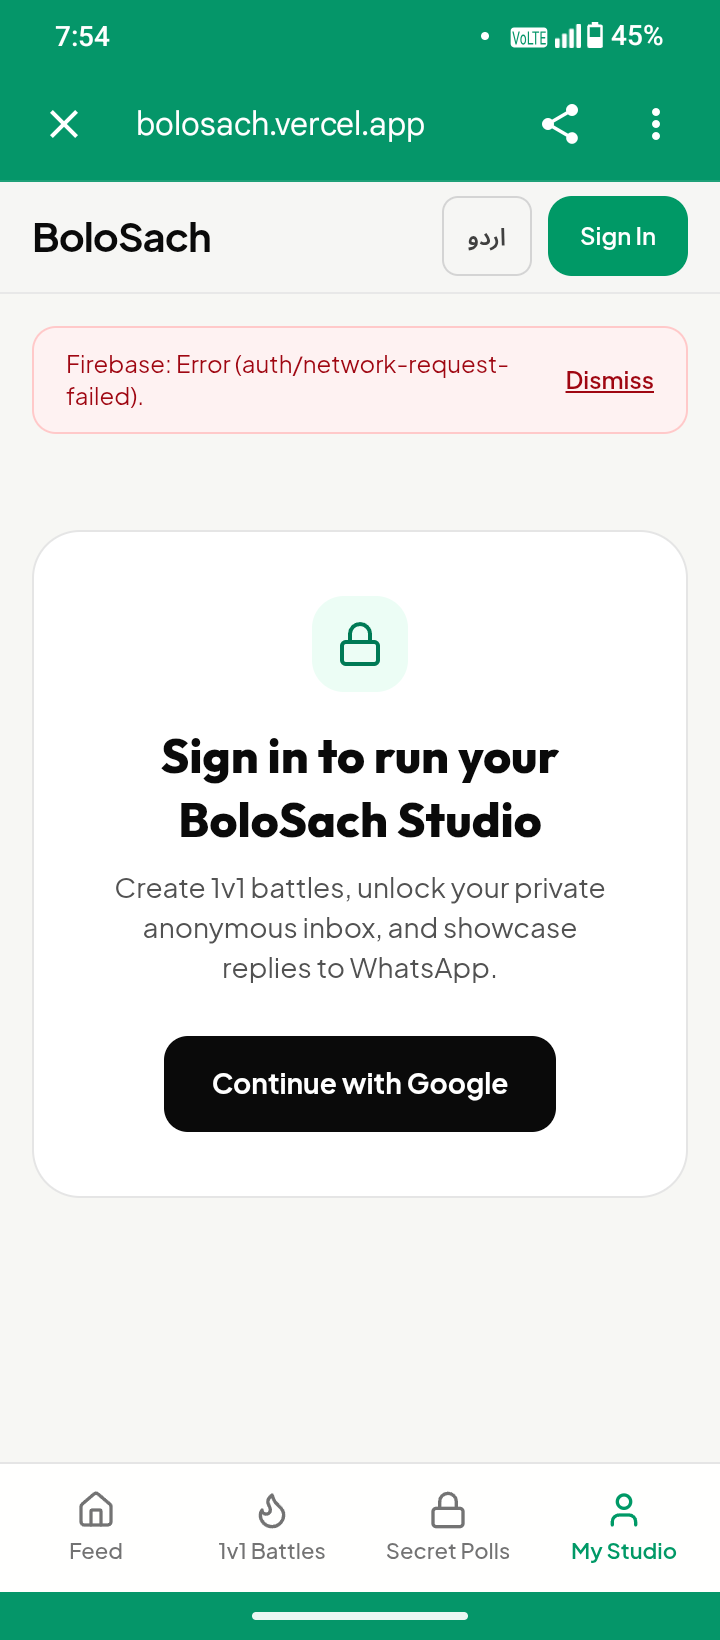 7:54
VoLTE
45%
bolosach.vercel.app
BoloSach
اردو
Sign In
Firebase: Error (auth/network-request-
failed).
Dismiss
Sign in to run your
BoloSach Studio
Create 1v1 battles, unlock your private
anonymous inbox, and showcase
replies to WhatsApp.
Continue with Google
Feed
1v1 Battles
Secret Polls
My Studio